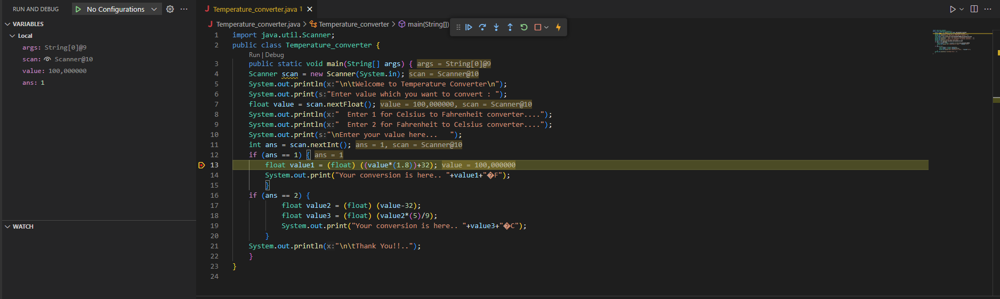 RUN AND DEBUG
No Configurations
VARIABLES
Local
args: String[0]@9
scan: Scanner@10
value: 100,000000
ans: 1
WATCH
Temperature_converter.java 1
Temperature_converter.java > Temperature_converter > main(String[])
1 import java.util.Scanner;
2 public class Temperature_converter {
Run | Debug
3 public static void main(String[] args) { args = String[0]@9
4 Scanner scan = new Scanner(System.in); scan = Scanner@10
5 System.out.println(x:"\n\tWelcome to Temperature Converter\n");
6 System.out.print(s:"Enter value which you want to convert : ");
7 float value = scan.nextFloat(); value = 100,000000, scan = Scanner@10
8 System.out.println(x:"  Enter 1 for Celsius to Fahrenheit converter....");
9 System.out.println(x:"  Enter 2 for Fahrenheit to Celsius converter....");
10 System.out.print(s:"\nEnter your value here...   ");
11 int ans = scan.nextInt(); ans = 1, scan = Scanner@10
12 if (ans == 1) { ans = 1
13 float value1 = (float) ((value*(1.8))+32); value = 100,000000
14 System.out.print("Your conversion is here.. "+value1+"�F");
15 }
16 if (ans == 2) {
17 float value2 = (float) (value-32);
18 float value3 = (float) (value2*(5)/9);
19 System.out.print("Your conversion is here.. "+value3+"�C");
20 }
21 System.out.println(x:"\n\tThank You!!..");
22 }
23 }
24